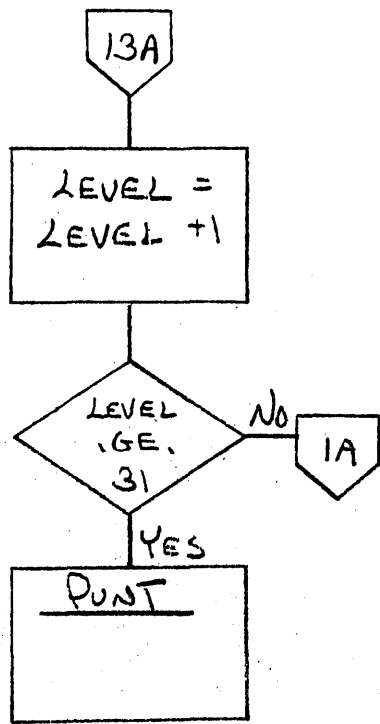 13A
LEVEL =
LEVEL +1
LEVEL
.GE.
31
NO
1A
YES
PUNT